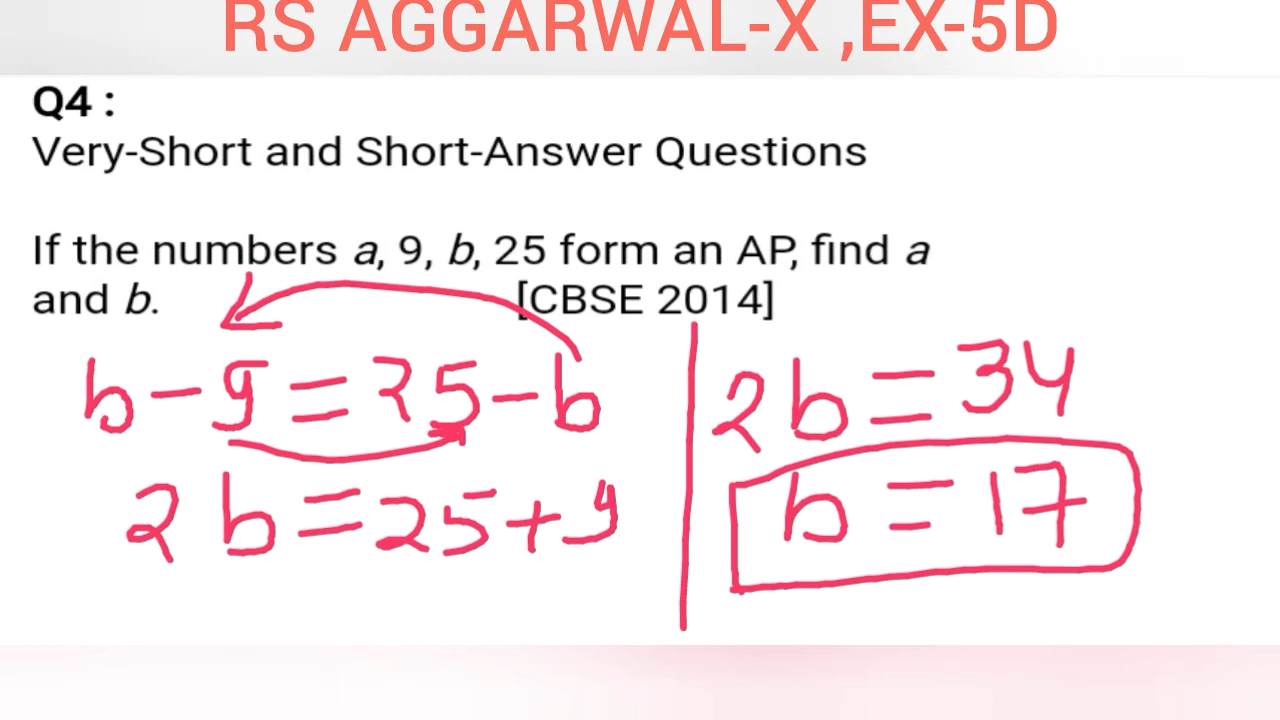 RS AGGARWAL-X ,EX-5D
Q4 :
Very-Short and Short-Answer Questions
If the numbers a, 9, b, 25 form an AP, find a
and b. [CBSE 2014]
b-9=25-b
2b=25+9
2b=34
b=17